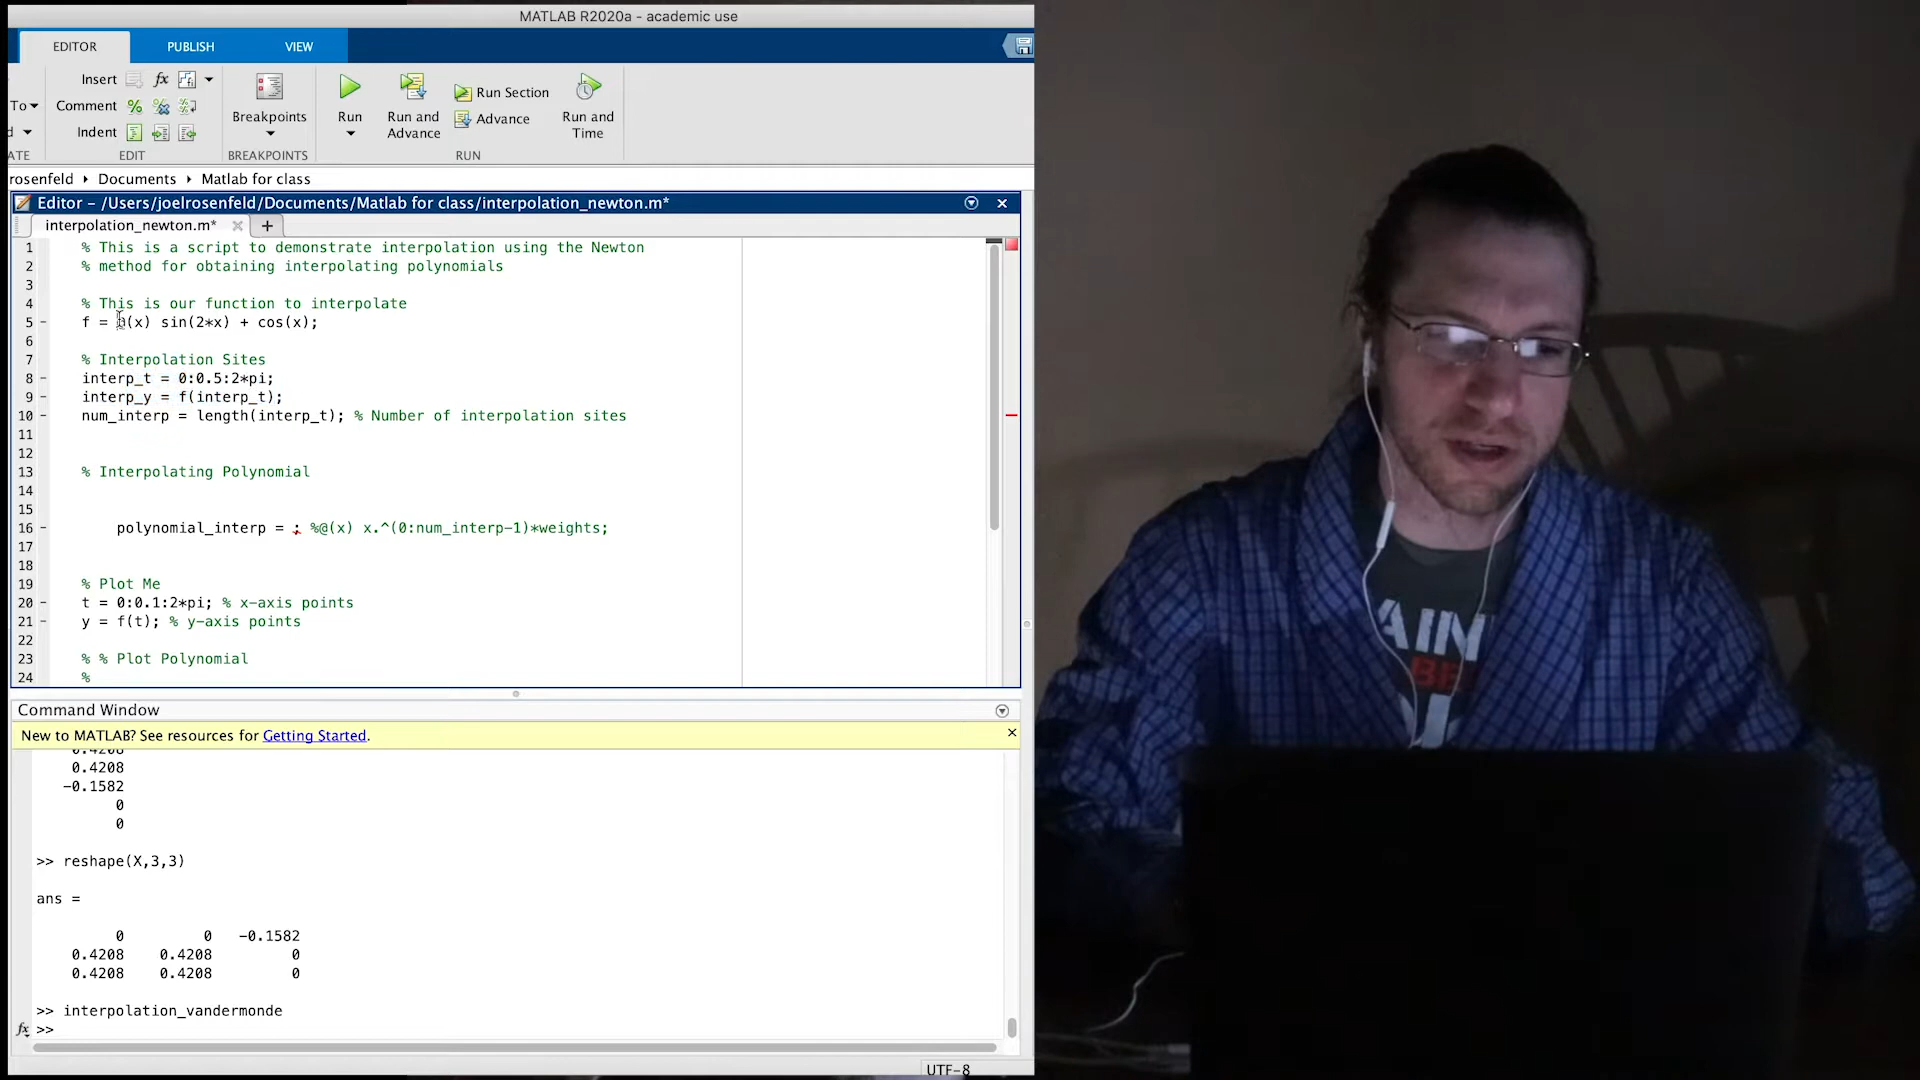 MATLAB R2020a - academic use
EDITOR
PUBLISH
VIEW
Insert
fx
To
Comment
Indent
ATE
EDIT
Breakpoints
BREAKPOINTS
Run
Run and
Advance
Run Section
Advance
Run and
Time
RUN
rosenfeld ▸ Documents ▸ Matlab for class
Editor – /Users/joelrosenfeld/Documents/Matlab for class/interpolation_newton.m*
interpolation_newton.m*
1 % This is a script to demonstrate interpolation using the Newton
2 % method for obtaining interpolating polynomials
3
4 % This is our function to interpolate
5 – f = @(x) sin(2*x) + cos(x);
6
7 % Interpolation Sites
8 – interp_t = 0:0.5:2*pi;
9 – interp_y = f(interp_t);
10 – num_interp = length(interp_t); % Number of interpolation sites
11
12
13 % Interpolating Polynomial
14
15
16 – polynomial_interp = ; %@(x) x.^(0:num_interp-1)*weights;
17
18
19 % Plot Me
20 – t = 0:0.1:2*pi; % x-axis points
21 – y = f(t); % y-axis points
22
23 % % Plot Polynomial
24 %
Command Window
New to MATLAB? See resources for Getting Started.
0.4208
0.4208
-0.1582
0
0
>> reshape(X,3,3)
ans =
0 0 -0.1582
0.4208 0.4208 0
0.4208 0.4208 0
>> interpolation_vandermonde
fx >>
UTF-8
AIN
BE